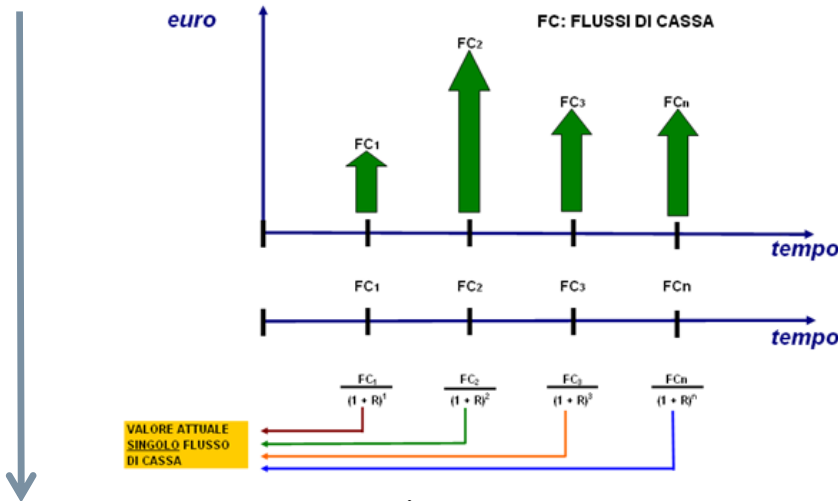 euro
FC: FLUSSI DI CASSA
FC2
FC3
FCn
FC1
tempo
FC1 FC2 FC3 FCn
tempo
FC1 FC2 FC3 FCn
(1 + R)1 (1 + R)2 (1 + R)3 (1 + R)n
VALORE ATTUALE
SINGOLO FLUSSO
DI CASSA